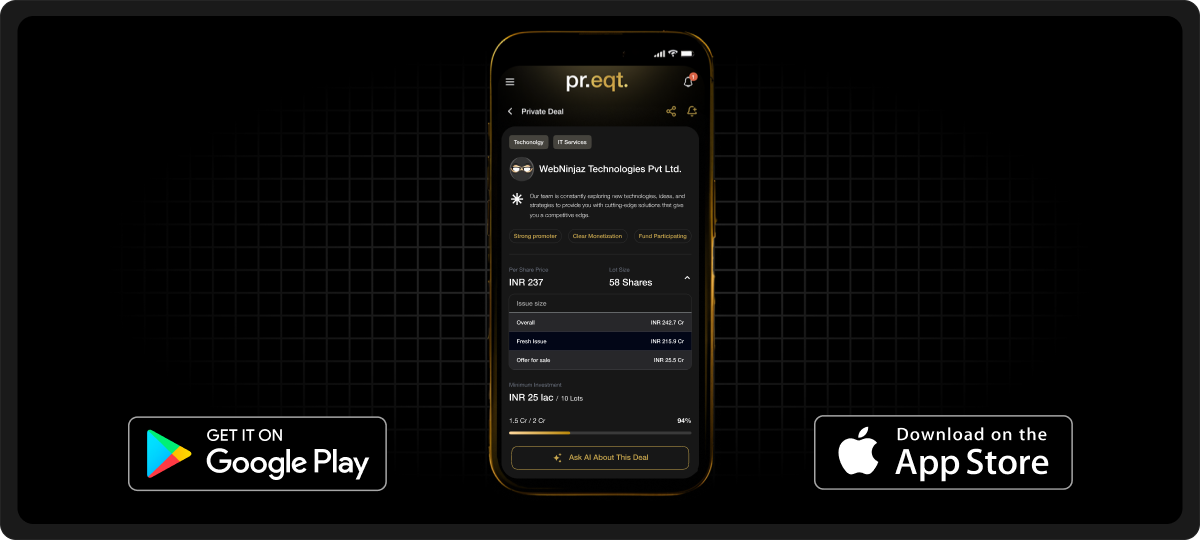 pr.eqt.
1
Private Deal
Techonolgy
IT Services
WebNinjaz Technologies Pvt Ltd.
Our team is constantly exploring new technologies, ideas, and
strategies to provide you with cutting-edge solutions that give
you a competitive edge.
Strong promoter
Clear Monetization
Fund Participating
Per Share Price
Lot Size
INR 237
58 Shares
Issue size
Overall
INR 242.7 Cr
Fresh Issue
INR 215.9 Cr
Offer for sale
INR 25.5 Cr
Minimum Investment
INR 25 lac / 10 Lots
1.5 Cr / 2 Cr
94%
Ask AI About This Deal
GET IT ON
Google Play
Download on the
App Store